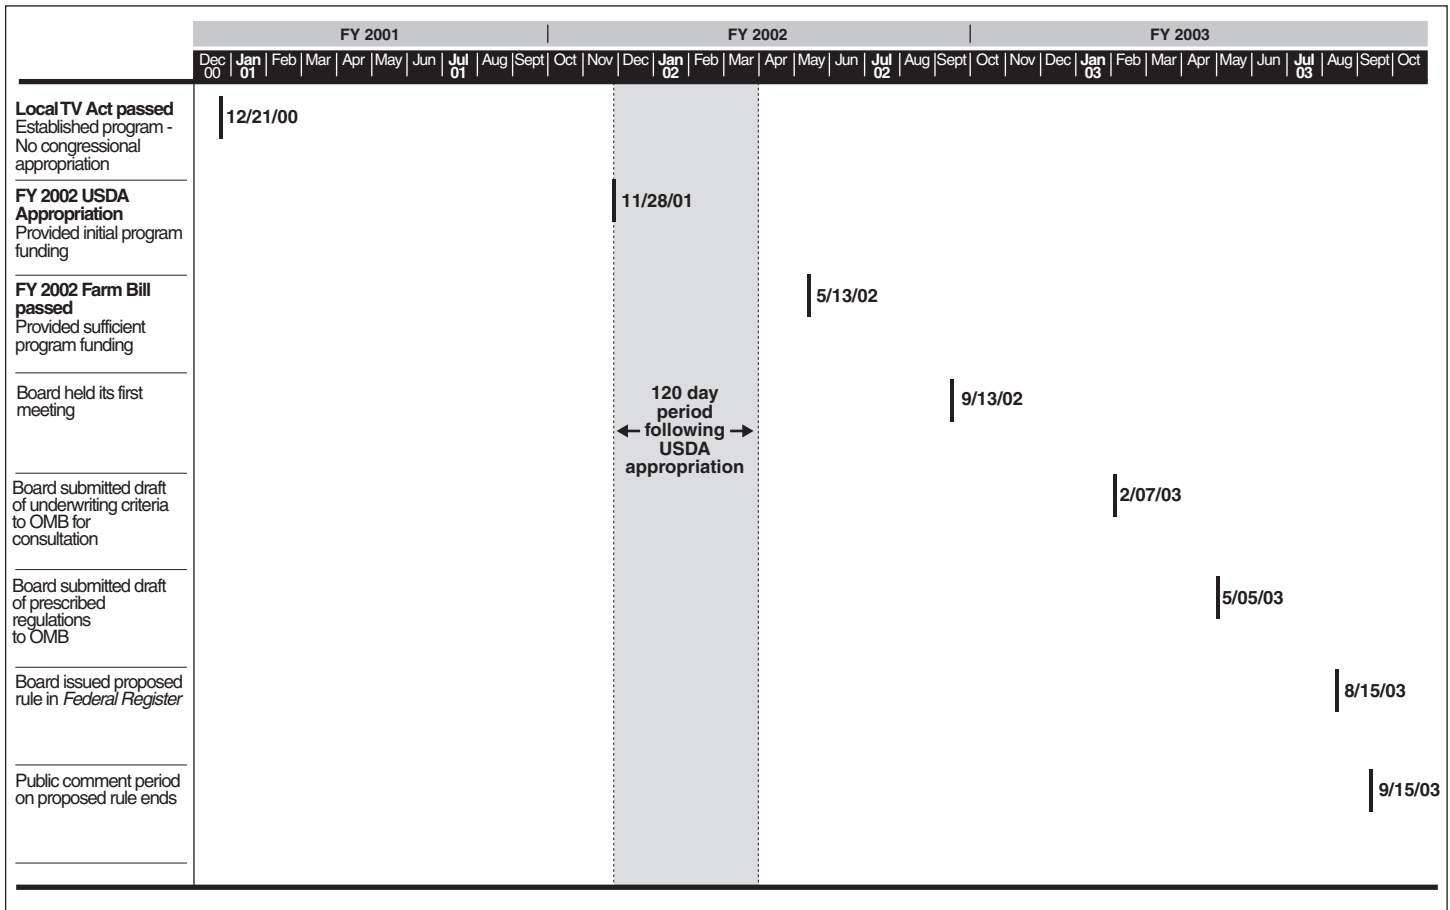 FY 2001 FY 2002 FY 2003
Dec 00 Jan 01 Feb Mar Apr May Jun Jul 01 Aug Sept Oct Nov Dec Jan 02 Feb Mar Apr May Jun Jul 02 Aug Sept Oct Nov Dec Jan 03 Feb Mar Apr May Jun Jul 03 Aug Sept Oct
Local TV Act passed
Established program -
No congressional
appropriation
12/21/00
FY 2002 USDA
Appropriation
Provided initial program
funding
11/28/01
FY 2002 Farm Bill
passed
Provided sufficient
program funding
5/13/02
Board held its first
meeting
120 day
period
following
USDA
appropriation
9/13/02
Board submitted draft
of underwriting criteria
to OMB for
consultation
2/07/03
Board submitted draft
of prescribed
regulations
to OMB
5/05/03
Board issued proposed
rule in Federal Register
8/15/03
Public comment period
on proposed rule ends
9/15/03